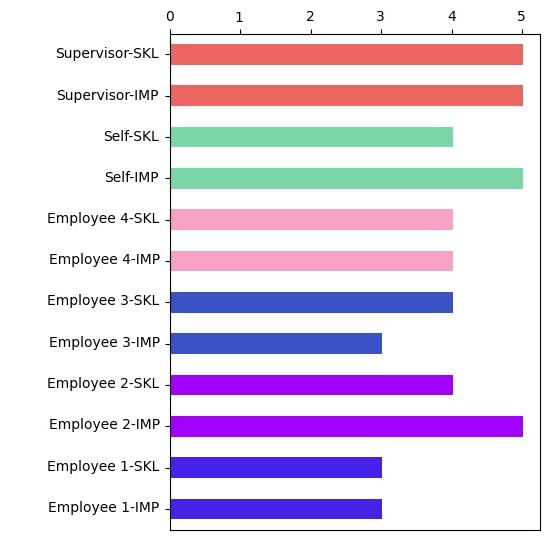 0 1 2 3 4 5
Supervisor-SKL
Supervisor-IMP
Self-SKL
Self-IMP
Employee 4-SKL
Employee 4-IMP
Employee 3-SKL
Employee 3-IMP
Employee 2-SKL
Employee 2-IMP
Employee 1-SKL
Employee 1-IMP